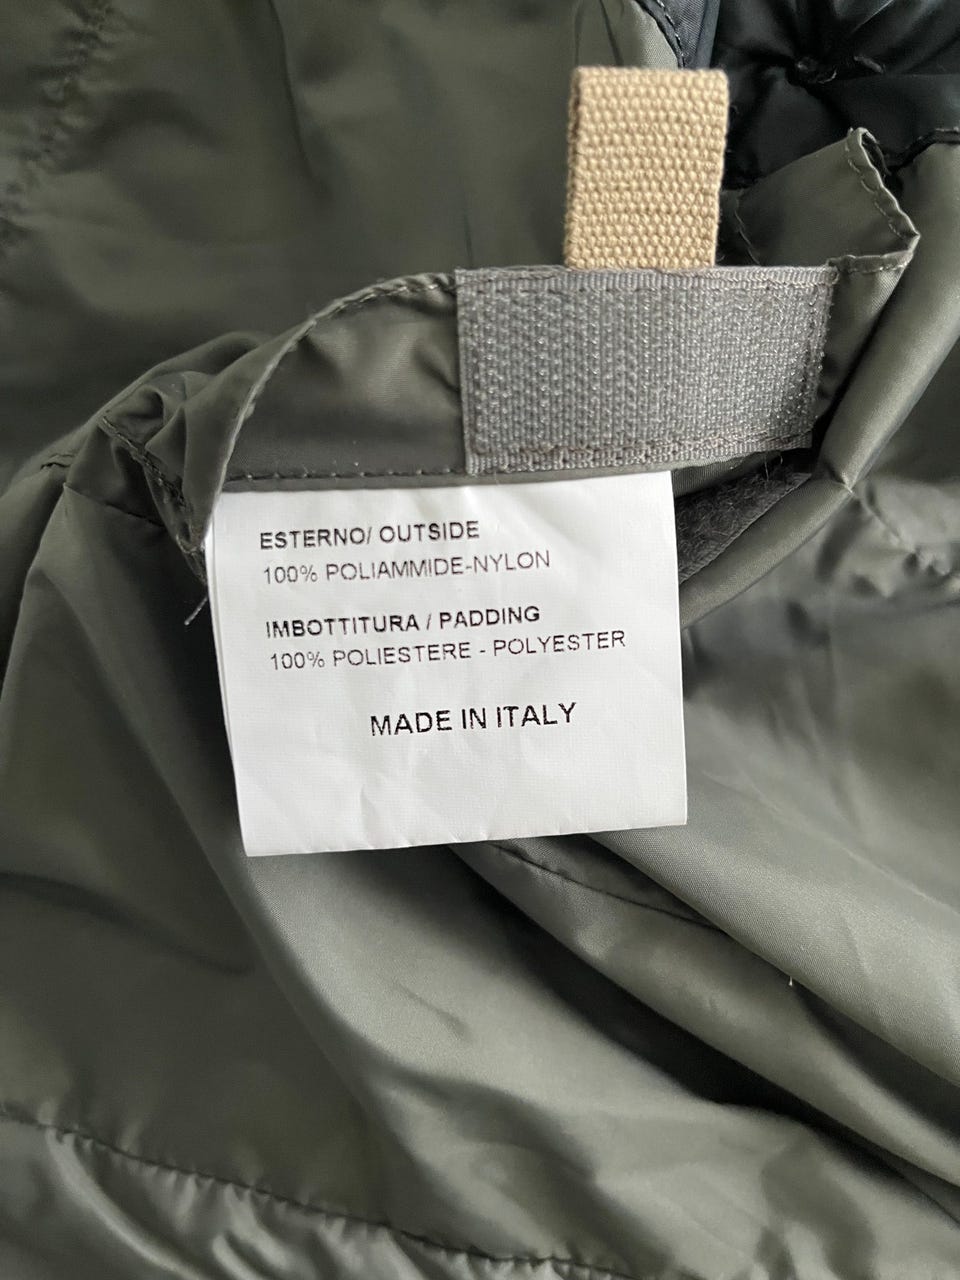 ESTERNO/ OUTSIDE
100% POLIAMMIDE-NYLON
IMBOTTITURA / PADDING
100% POLIESTERE - POLYESTER
MADE IN ITALY